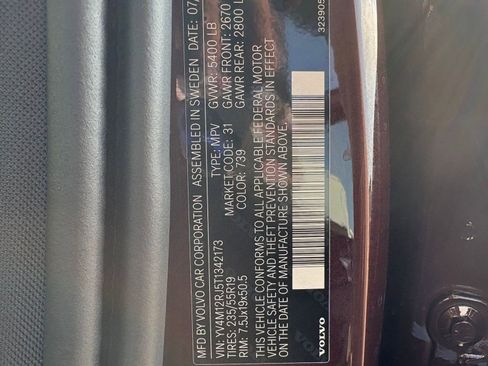 MFD BY VOLVO CAR CORPORATION ASSEMBLED IN SWEDEN DATE: 07/
GVWR: 5400 LB
GAWR FRONT: 2670
GAWR REAR: 2800 L
VIN: YV4M12RJ5T1342173 TYPE: MPV
TIRES: 235/55R19 MARKET CODE: 31
RIM: 7.5Jx19x50.5 COLOR: 739
THIS VEHICLE CONFORMS TO ALL APPLICABLE FEDERAL MOTOR
VEHICLE SAFETY AND THEFT PREVENTION STANDARDS IN EFFECT
ON THE DATE OF MANUFACTURE SHOWN ABOVE.
VOLVO
323905